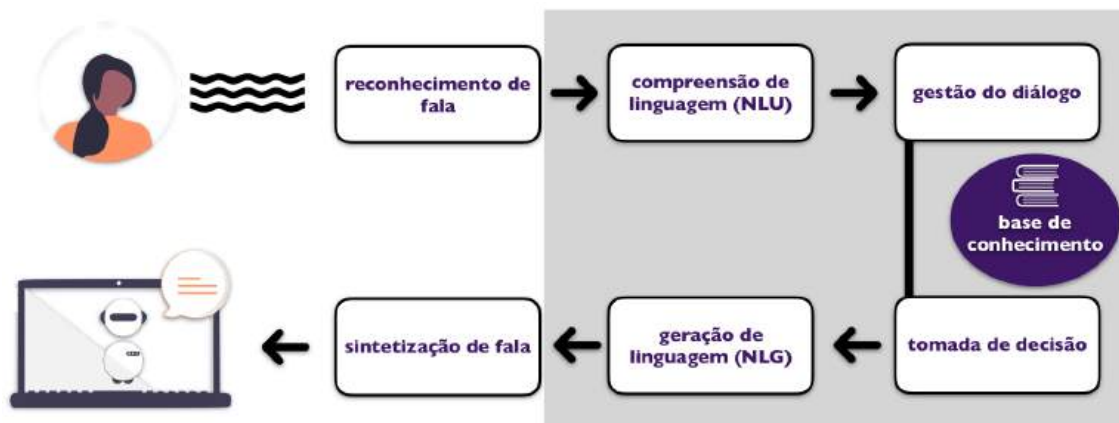 reconhecimento de
fala
compreensão de
linguagem (NLU)
gestão do diálogo
base de
conhecimento
sintetização de fala
geração de
linguagem (NLG)
tomada de decisão